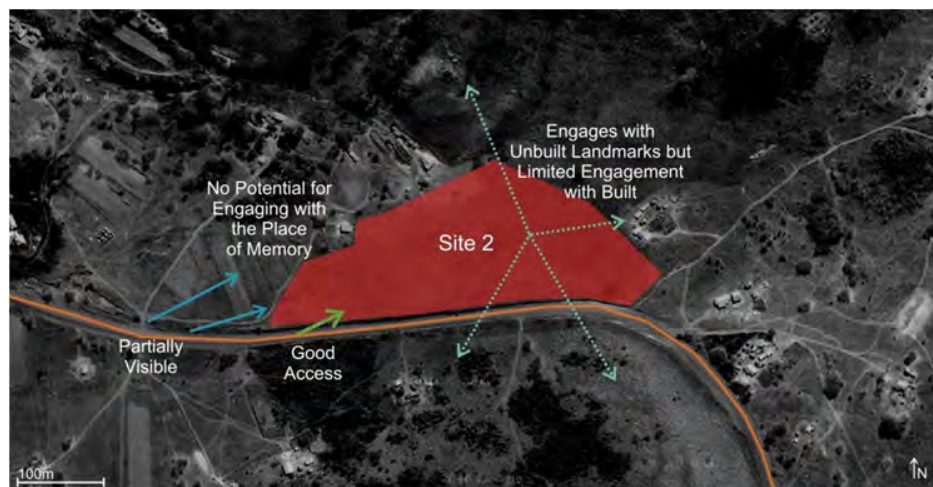 Engages with
Unbuilt Landmarks but
Limited Engagement
with Built
No Potential for
Engaging with
the Place
of Memory
Site 2
Partially
Visible
Good
Access
100m
N